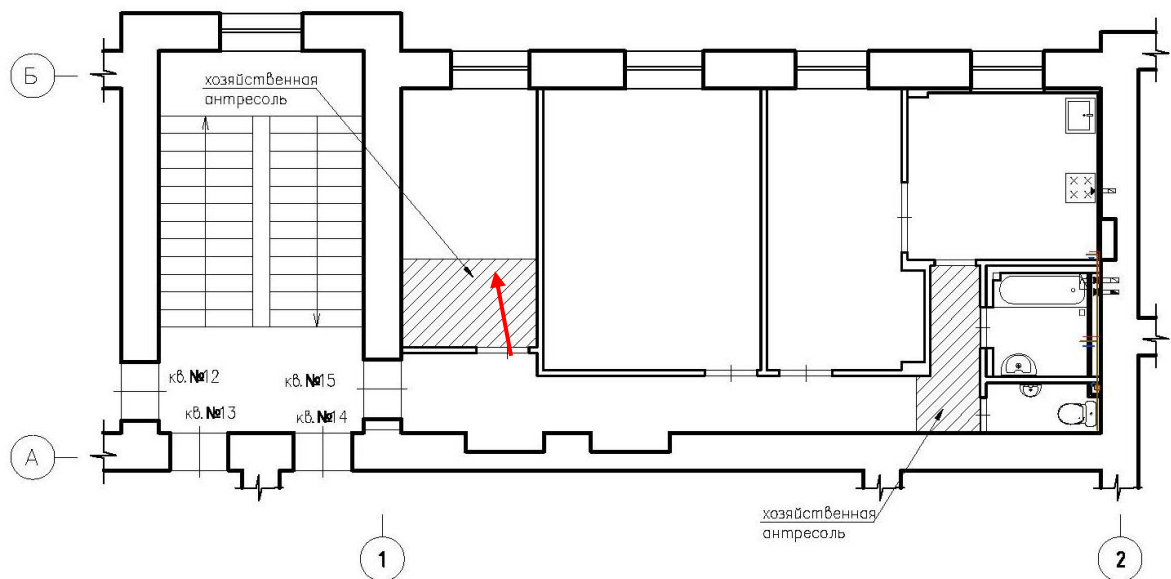 Б
хозяйственная
антресоль
кв.№12
кв.№15
кв.№13
кв.№14
А
хозяйственная
антресоль
1
2